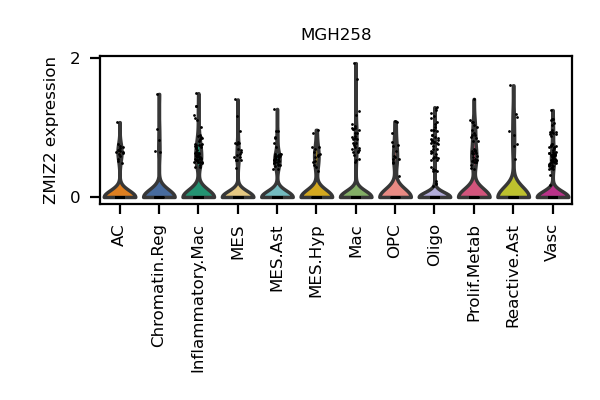 MGH258
ZMIZ2 expression
2
0
AC
Chromatin.Reg
Inflammatory.Mac
MES
MES.Ast
MES.Hyp
Mac
OPC
Oligo
Prolif.Metab
Reactive.Ast
Vasc